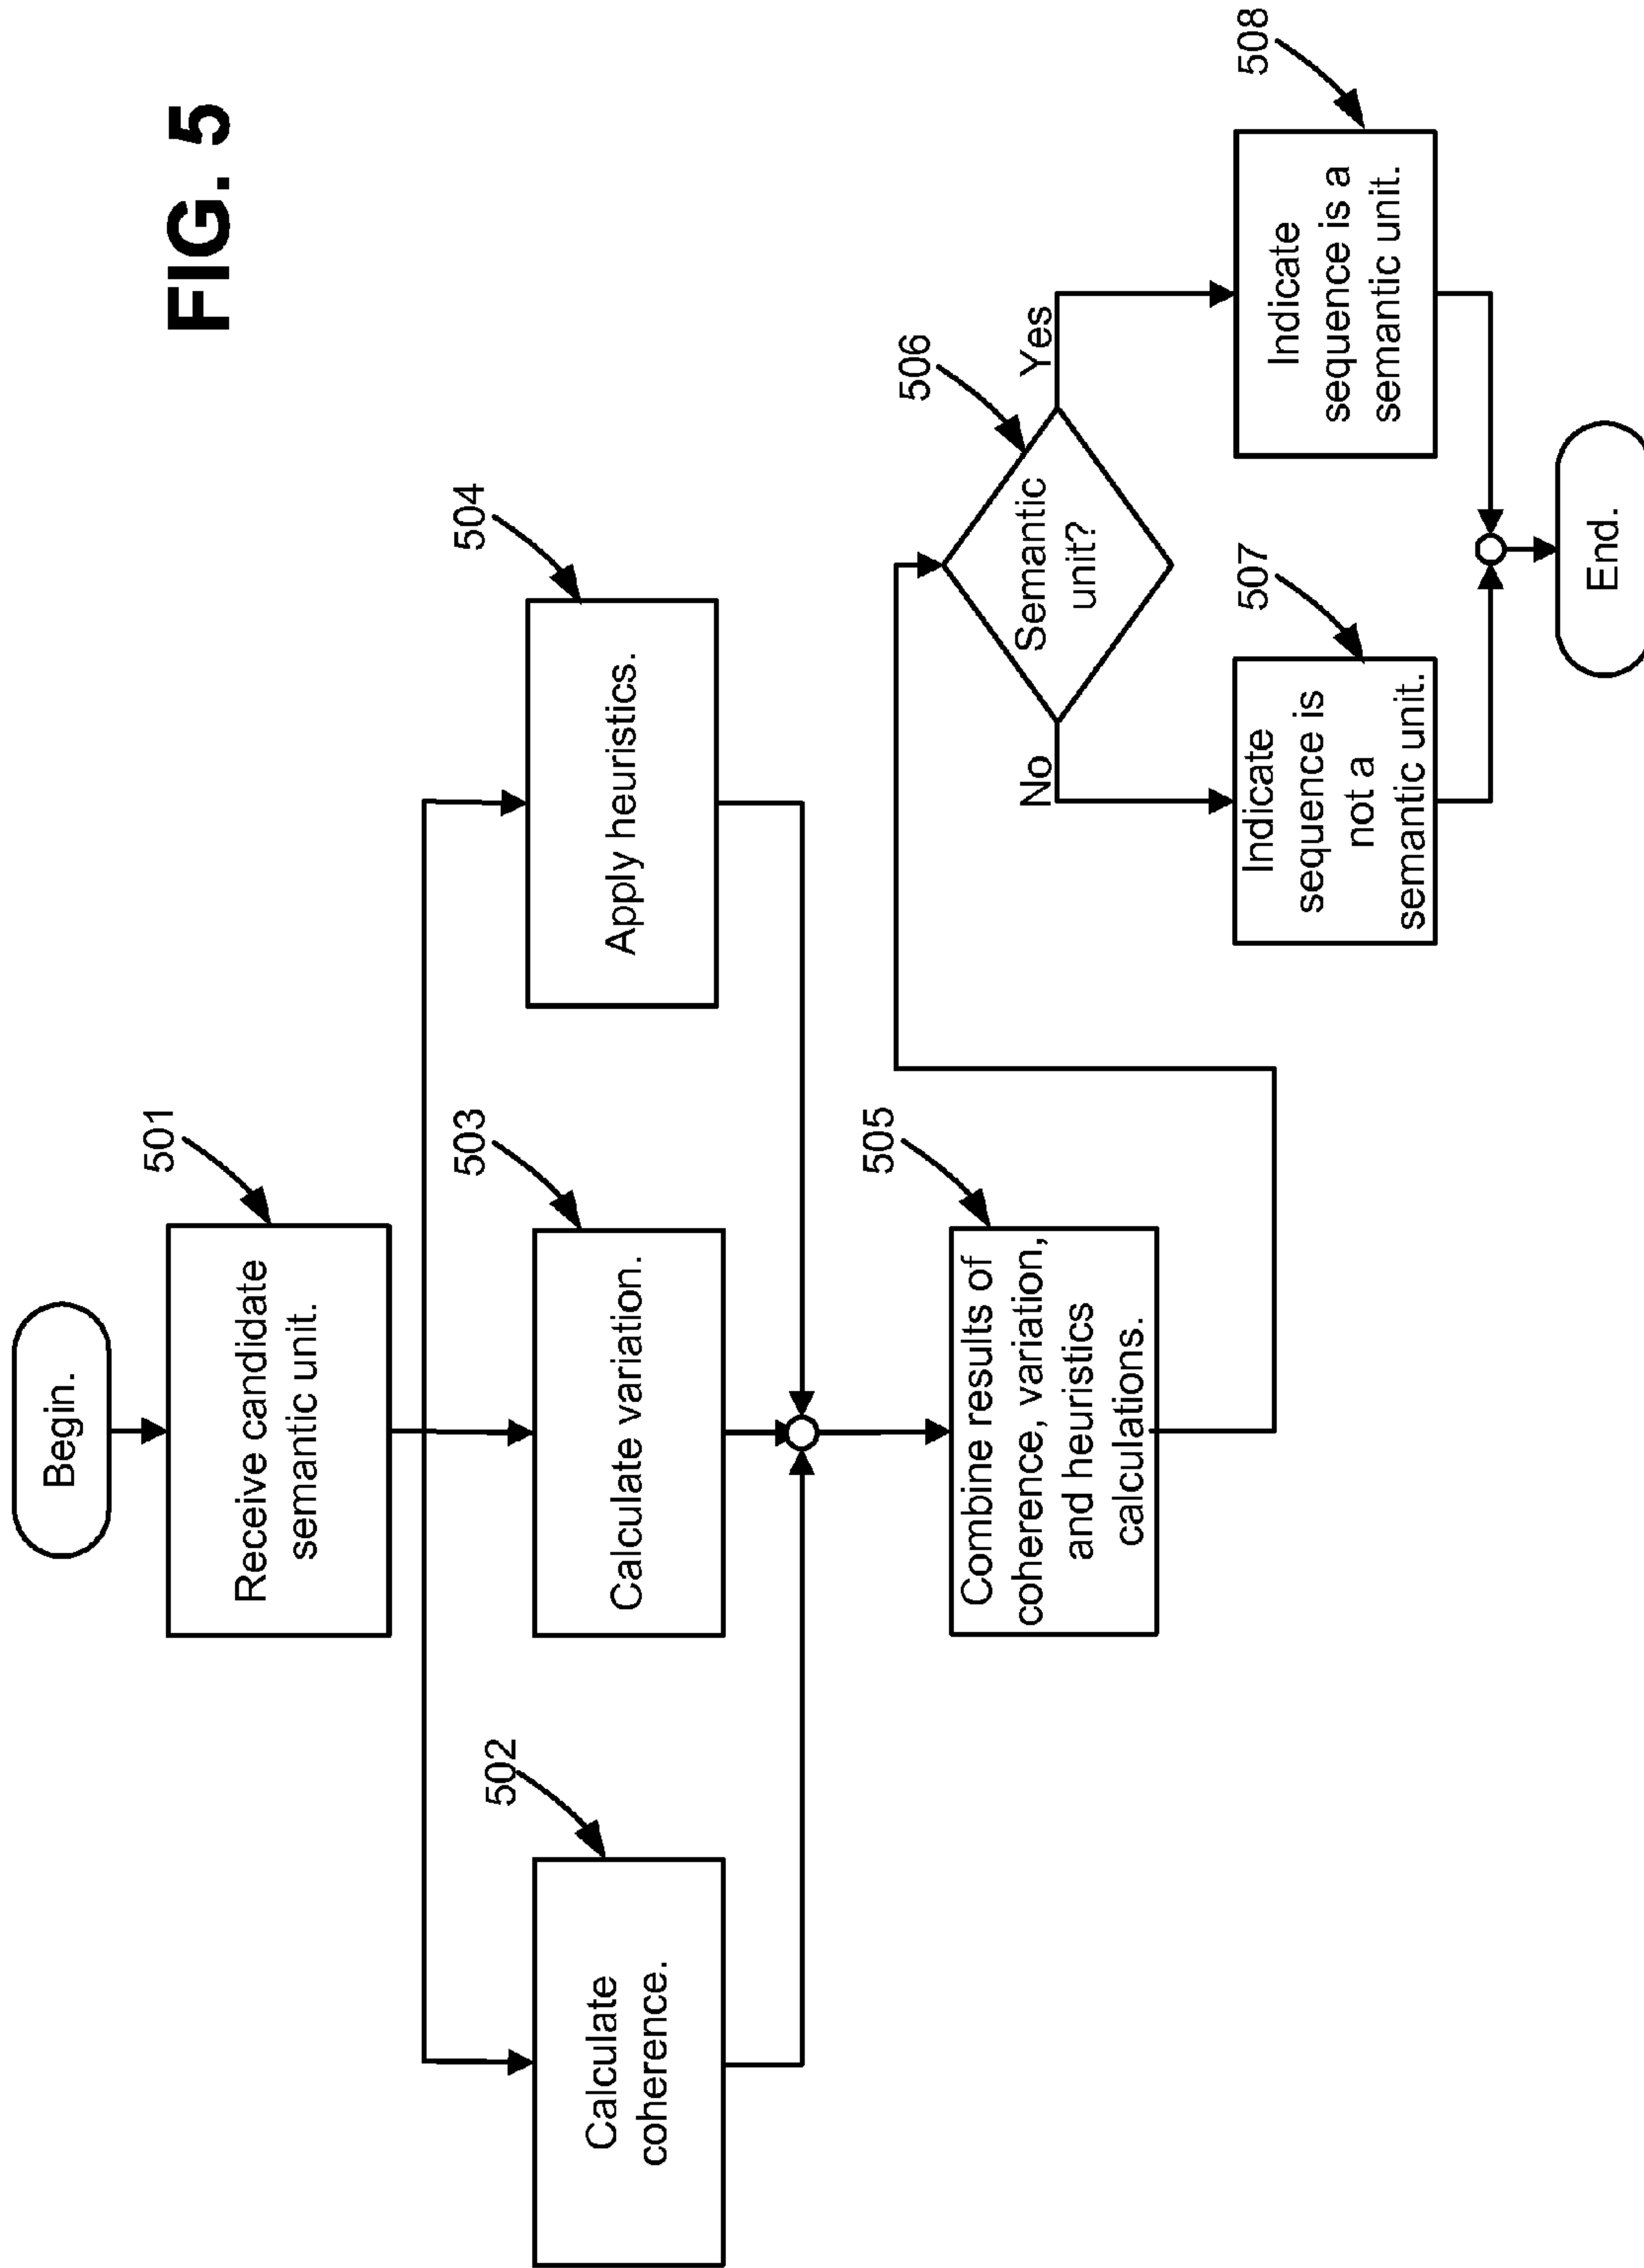 FIG. 5
Begin.
501
Receive candidate
semantic unit.
502
Calculate
coherence.
503
Calculate variation.
504
Apply heuristics.
505
Combine results of
coherence, variation,
and heuristics
calculations.
506
Semantic
unit?
No
Yes
507
Indicate
sequence is
not a
semantic unit.
508
Indicate
sequence is a
semantic unit.
End.